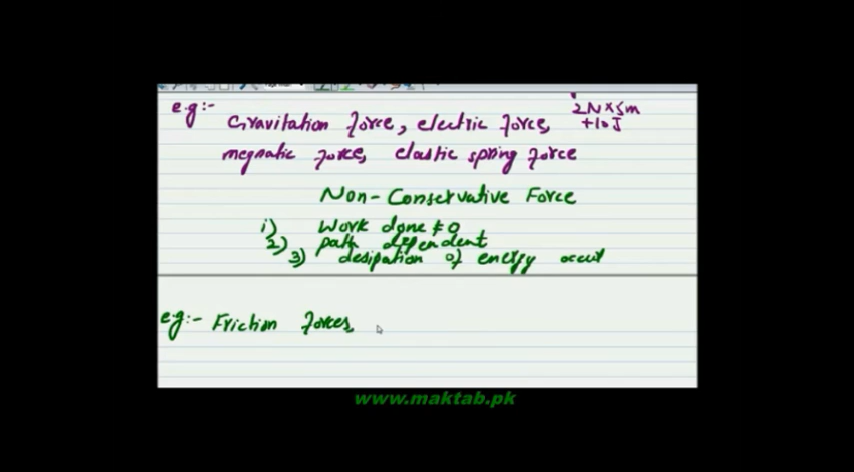 e.g:- Gravitation force, electric force,
2N×5m
+10J
megnatic force, elastic spring force
Non-Conservative Force
i) Work done ≠ 0
2) path dependent
3) desipation of energy occur
e.g:- Friction forces,
www.maktab.pk